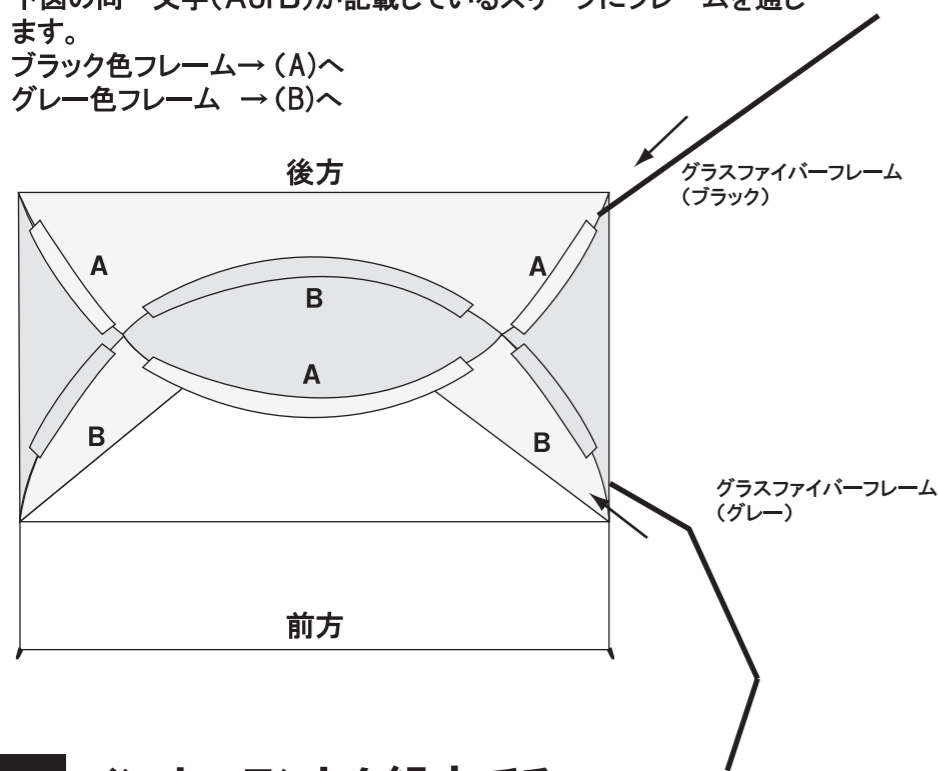 ます。
ブラック色フレーム→(A)へ
グレー色フレーム →(B)へ
後方
グラスファイバーフレーム
(ブラック)
A
A
B
A
B
B
グラスファイバーフレーム
(グレー)
前方